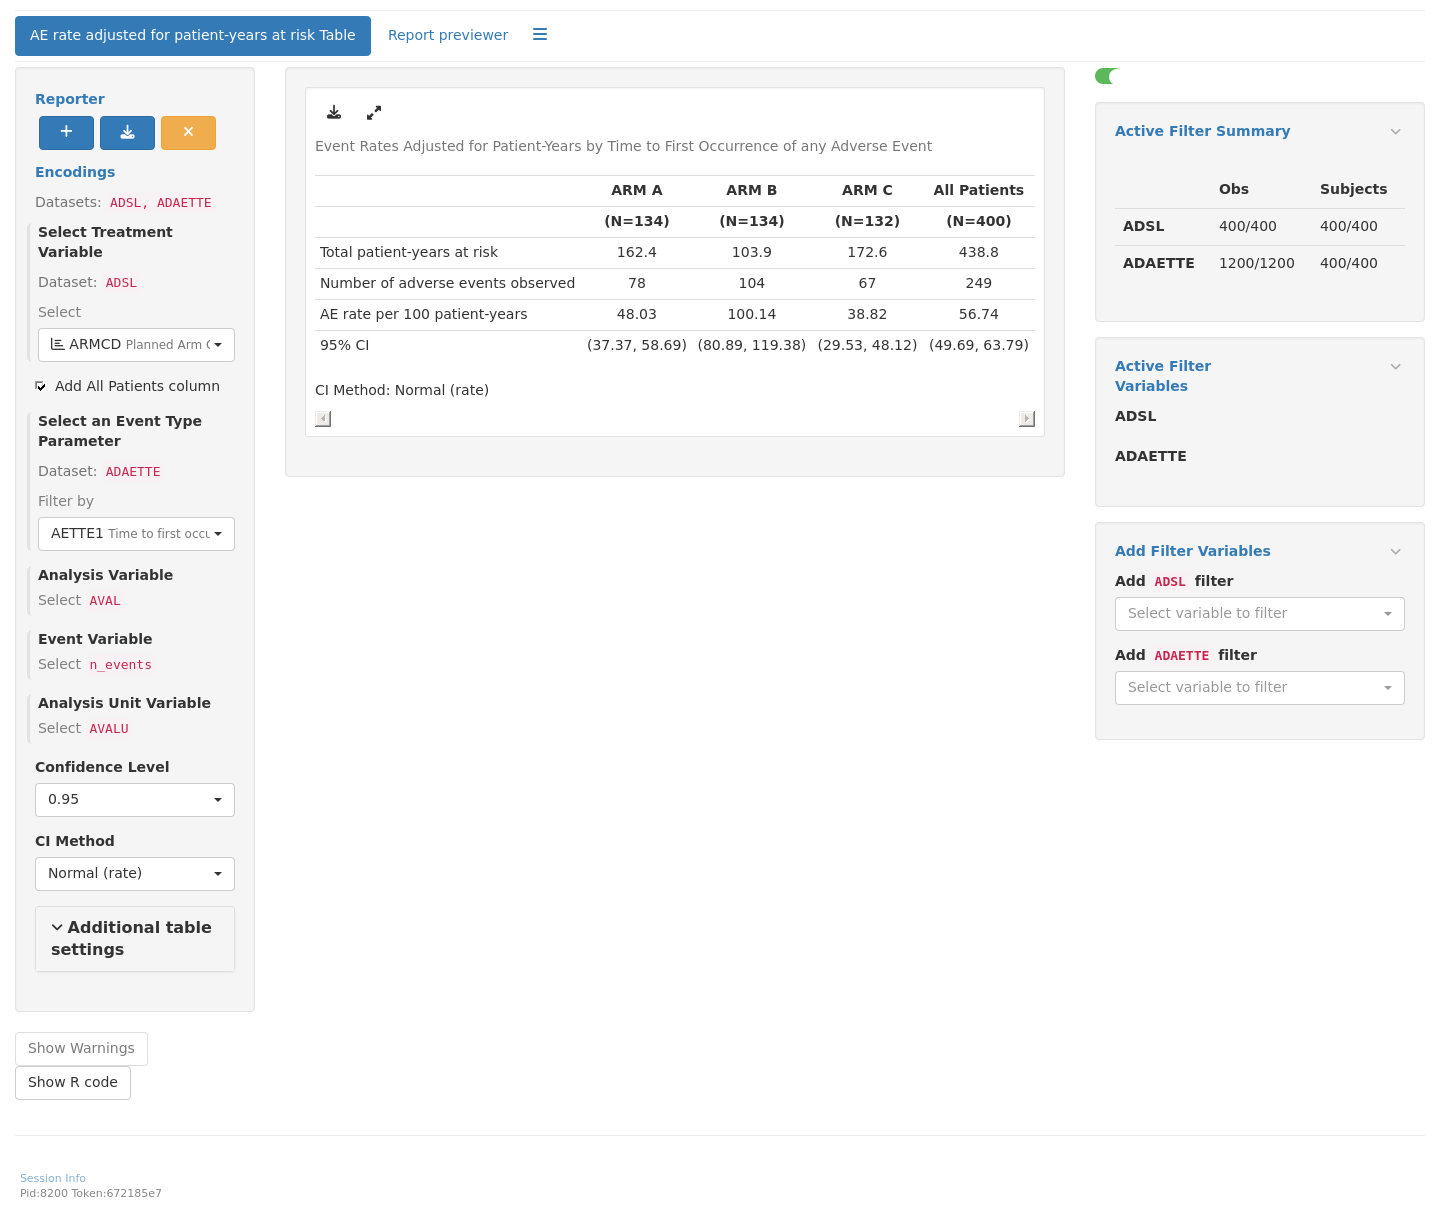 AE rate adjusted for patient-years at risk Table
Report previewer
Reporter
Encodings
Datasets: ADSL, ADAETTE
Select Treatment
Variable
Dataset: ADSL
Select
ARMCD Planned Arm
Add All Patients column
Select an Event Type
Parameter
Dataset: ADAETTE
Filter by
AETTE1 Time to first
Analysis Variable
Select AVAL
Event Variable
Select n_events
Analysis Unit Variable
Select AVALU
Confidence Level
0.95
CI Method
Normal (rate)
Additional table
settings
Show Warnings
Show R code
Event Rates Adjusted for Patient-Years by Time to First Occurrence of any Adverse Event
ARM A ARM B ARM C All Patients
(N=134) (N=134) (N=132) (N=400)
Total patient-years at risk 162.4 103.9 172.6 438.8
Number of adverse events observed 78 104 67 249
AE rate per 100 patient-years 48.03 100.14 38.82 56.74
95% CI (37.37, 58.69) (80.89, 119.38) (29.53, 48.12) (49.69, 63.79)
CI Method: Normal (rate)
Active Filter Summary
Obs Subjects
ADSL 400/400 400/400
ADAETTE 1200/1200 400/400
Active Filter
Variables
ADSL
ADAETTE
Add Filter Variables
Add ADSL filter
Select variable to filter
Add ADAETTE filter
Select variable to filter
Session Info
Pid:8200 Token:672185e7